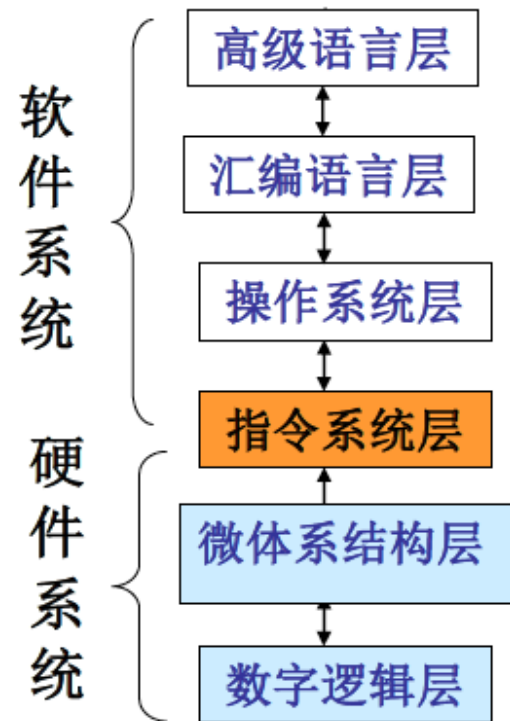 高级语言层
汇编语言层
操作系统层
指令系统层
微体系结构层
数字逻辑层
软件系统
硬件系统